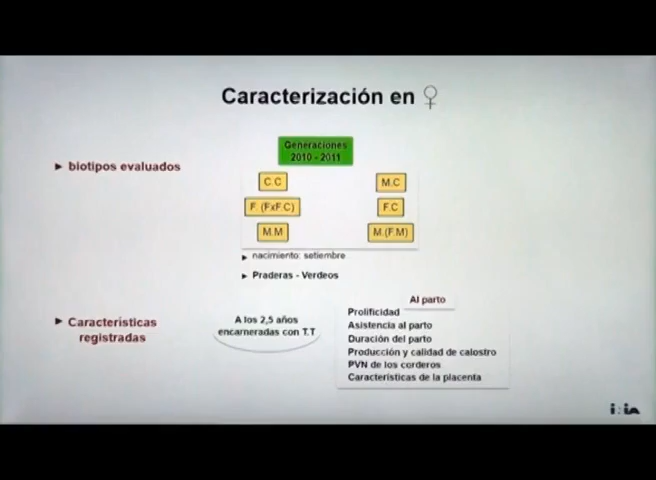 Caracterización en ♀
Generaciones
2010 - 2011
► biotipos evaluados
C.C
M.C
F. (FxF.C)
F.C
M.M
M.(F.M)
► nacimiento: setiembre
► Praderas - Verdeos
► Características
registradas
A los 2,5 años
encarneradas con T.T
Al parto
Prolificidad
Asistencia al parto
Duración del parto
Producción y calidad de calostro
PVN de los corderos
Características de la placenta